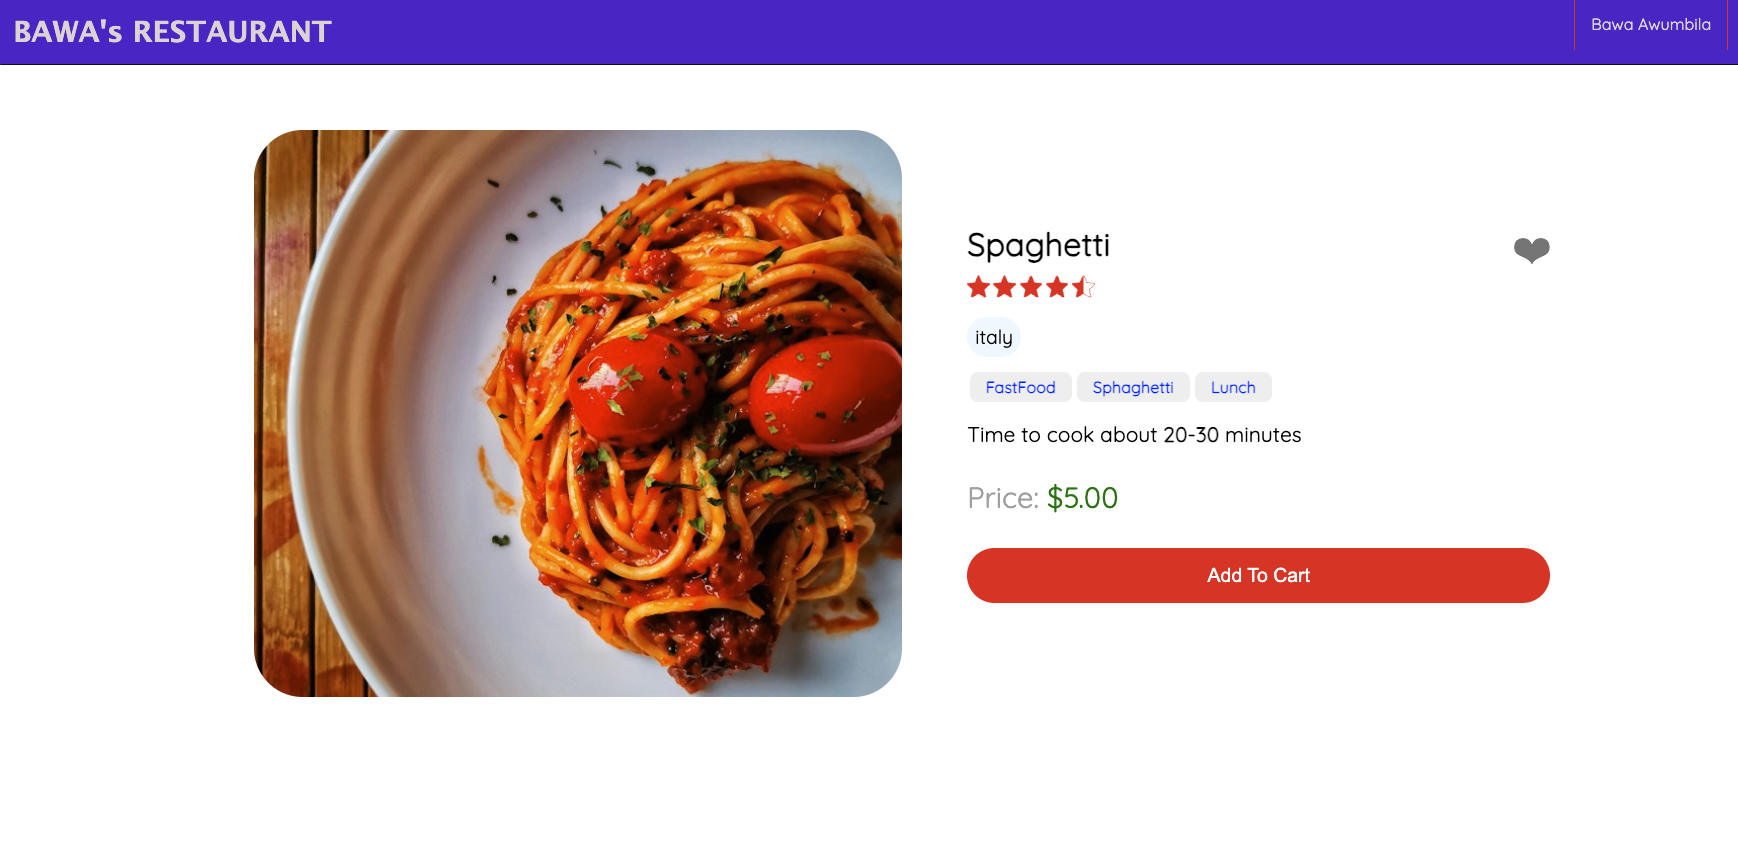 BAWA's RESTAURANT
Bawa Awumbila
Spaghetti
italy
FastFood Sphaghetti Lunch
Time to cook about 20-30 minutes
Price: $5.00
Add To Cart